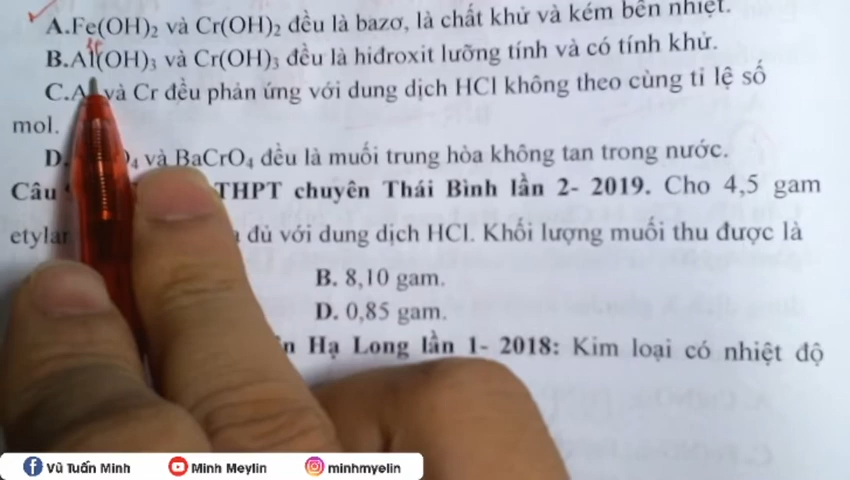 A.Fe(OH)₂ và Cr(OH)₂ đều là bazơ, là chất khử và kém bền nhiệt.
B.Al(OH)₃ và Cr(OH)₃ đều là hiđroxit lưỡng tính và có tính khử.
C. và Cr đều phản ứng với dung dịch HCl không theo cùng tỉ lệ số
mol.
D. và BaCrO₄ đều là muối trung hòa không tan trong nước.
Câu THPT chuyên Thái Bình lần 2- 2019. Cho 4,5 gam
đủ với dung dịch HCl. Khối lượng muối thu được là
B. 8,10 gam.
D. 0,85 gam.
Hạ Long lần 1- 2018: Kim loại có nhiệt độ
Vũ Tuấn Minh Minh Meylin minhmyelin